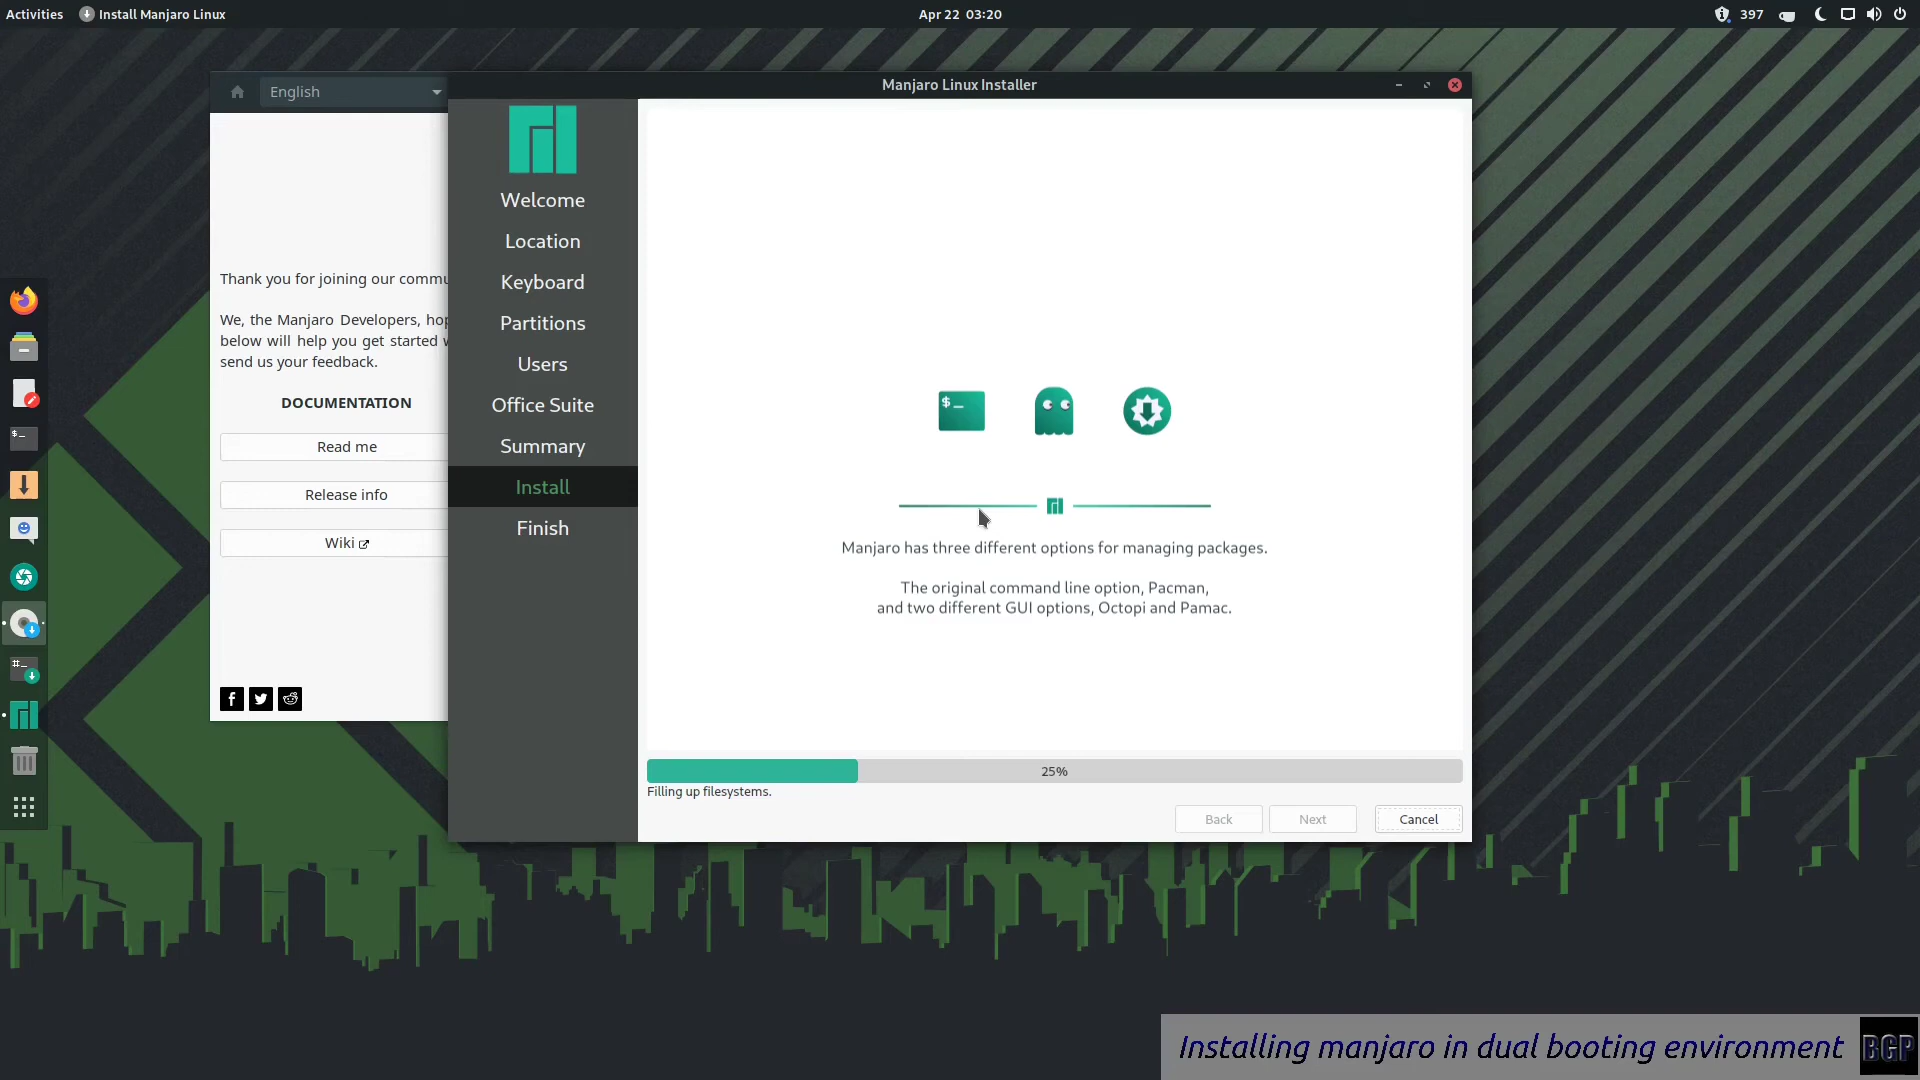 Activities
Install Manjaro Linux
Apr 22 03:20
397
English
Thank you for joining our commu
We, the Manjaro Developers, hop
below will help you get started w
send us your feedback.
DOCUMENTATION
Read me
Release info
Wiki
Manjaro Linux Installer
Welcome
Location
Keyboard
Partitions
Users
Office Suite
Summary
Install
Finish
$_
Manjaro has three different options for managing packages.
The original command line option, Pacman,
and two different GUI options, Octopi and Pamac.
25%
Filling up filesystems.
Back
Next
Cancel
Installing manjaro in dual booting environment
BGP